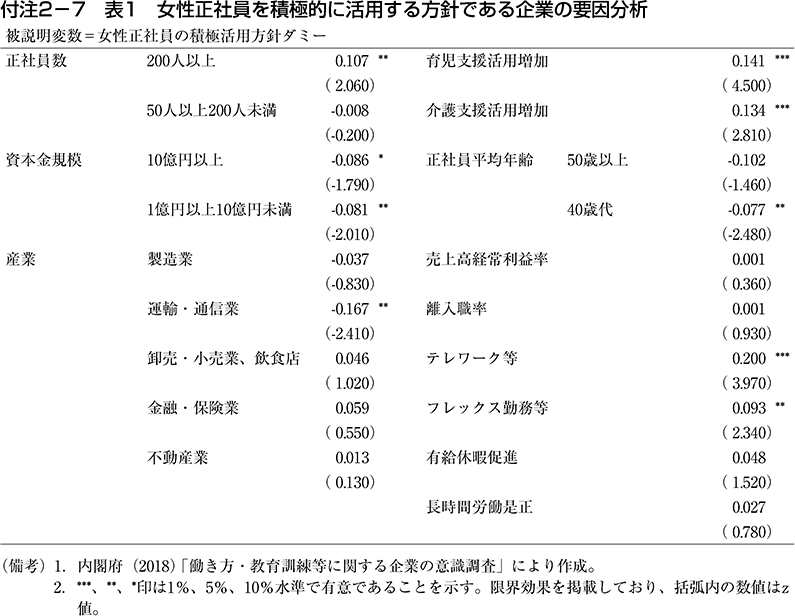 付注2－7　表1　女性正社員を積極的に活用する方針である企業の要因分析
被説明変数＝女性正社員の積極活用方針ダミー
正社員数　200人以上　0.107 **　育児支援活用増加　0.141 ***
( 2.060)　( 4.500)
50人以上200人未満　-0.008　介護支援活用増加　0.134 ***
(-0.200)　( 2.810)
資本金規模　10億円以上　-0.086 *　正社員平均年齢　50歳以上　-0.102
(-1.790)　(-1.460)
1億円以上10億円未満　-0.081 **　40歳代　-0.077 **
(-2.010)　(-2.480)
産業　製造業　-0.037　売上高経常利益率　0.001
(-0.830)　( 0.360)
運輸・通信業　-0.167 **　離入職率　0.001
(-2.410)　( 0.930)
卸売・小売業、飲食店　0.046　テレワーク等　0.200 ***
( 1.020)　( 3.970)
金融・保険業　0.059　フレックス勤務等　0.093 **
( 0.550)　( 2.340)
不動産業　0.013　有給休暇促進　0.048
( 0.130)　( 1.520)
長時間労働是正　0.027
( 0.780)
（備考）1．内閣府（2018）「働き方・教育訓練等に関する企業の意識調査」により作成。
2．***、**、*印は1％、5％、10％水準で有意であることを示す。限界効果を掲載しており、括弧内の数値はz
値。